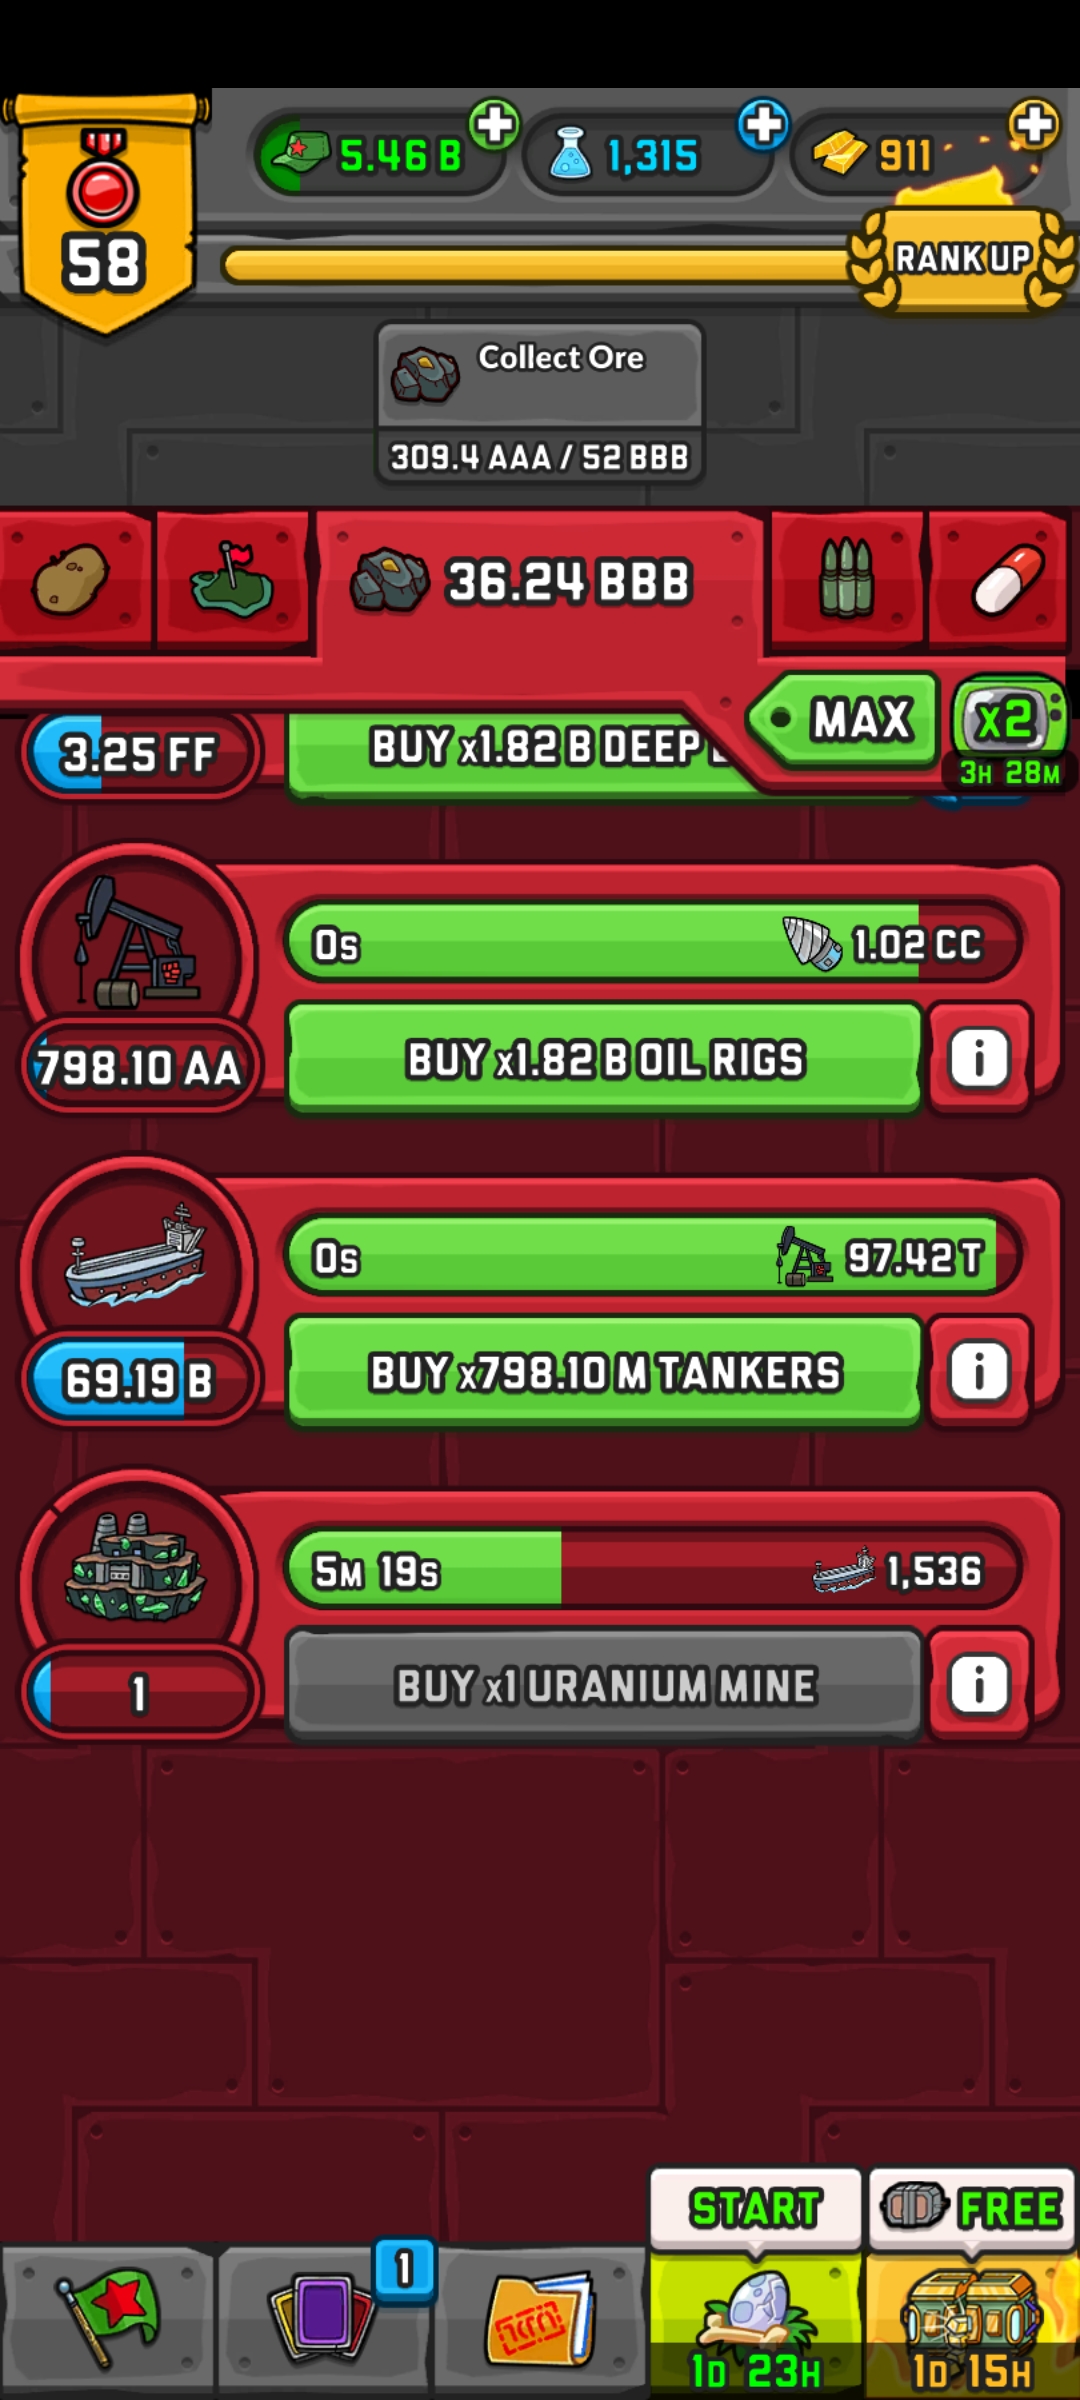 5.46 B
1,315
911
58
RANK UP
Collect Ore
309.4 AAA / 52 BBB
36.24 BBB
MAX
x2
3H 28M
3.25 FF
BUY x1.82 B DEEP
0s
1.02 CC
798.10 AA
BUY x1.82 B OIL RIGS
i
0s
97.42 T
69.19 B
BUY x798.10 M TANKERS
i
5M 19s
1,536
1
BUY x1 URANIUM MINE
i
START
FREE
1
1D 23H
1D 15H